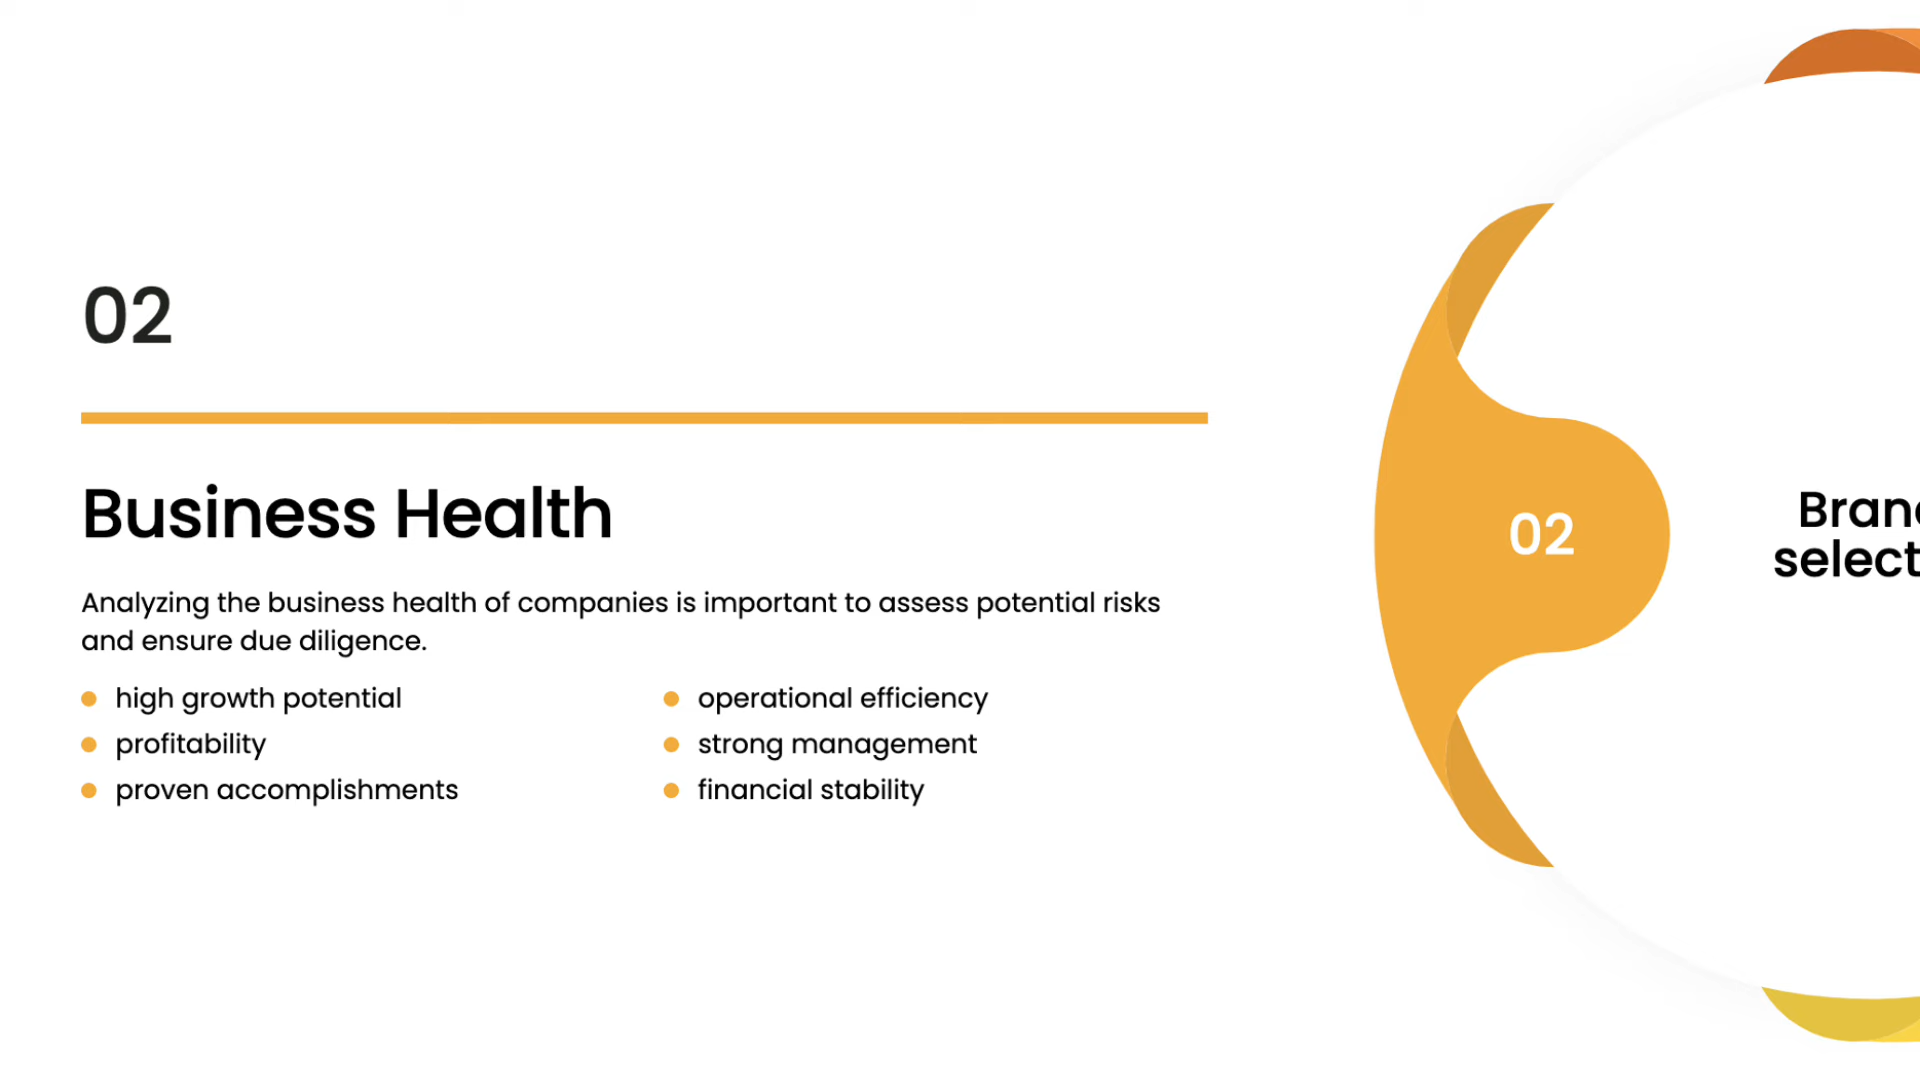 02
Business Health
Analyzing the business health of companies is important to assess potential risks
and ensure due diligence.
high growth potential
profitability
proven accomplishments
operational efficiency
strong management
financial stability
02